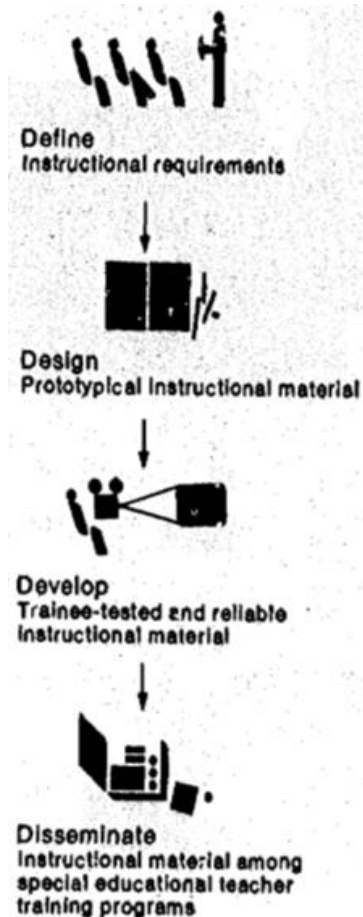 Define
Instructional requirements
Design
Prototypical instructional material
Develop
Trainee-tested and reliable
instructional material
Disseminate
Instructional material among
special educational teacher
training programs